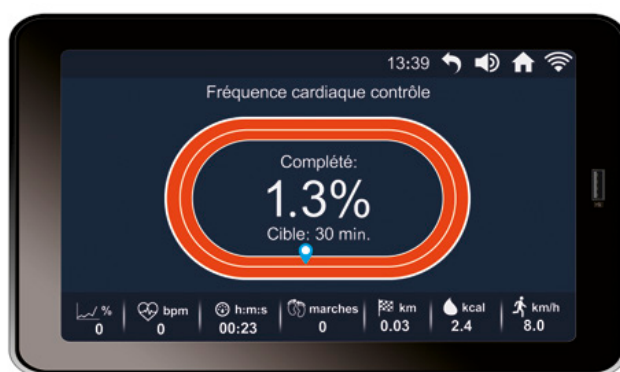 13:39
Fréquence cardiaque contrôle
Complété:
1.3%
Cible: 30 min.
% bpm h:m:s marches km kcal km/h
0 0 00:23 0 0.03 2.4 8.0